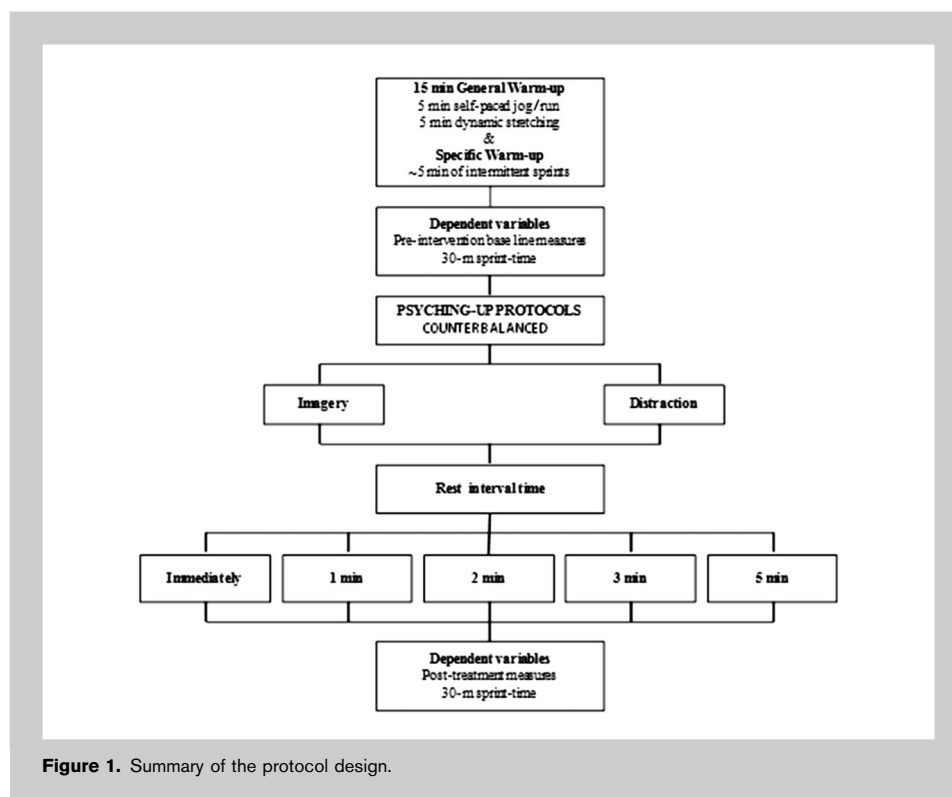 15 min General Warm-up
5 min self-paced jog/run
5 min dynamic stretching
&
Specific Warm-up
~5 min of intermittent sprints
Dependent variables
Pre-intervention base line measures
30-m sprint-time
PSYCHING-UP PROTOCOLS
COUNTERBALANCED
Imagery
Distraction
Rest interval time
Immediately
1 min
2 min
3 min
5 min
Dependent variables
Post-treatment measures
30-m sprint-time
Figure 1. Summary of the protocol design.